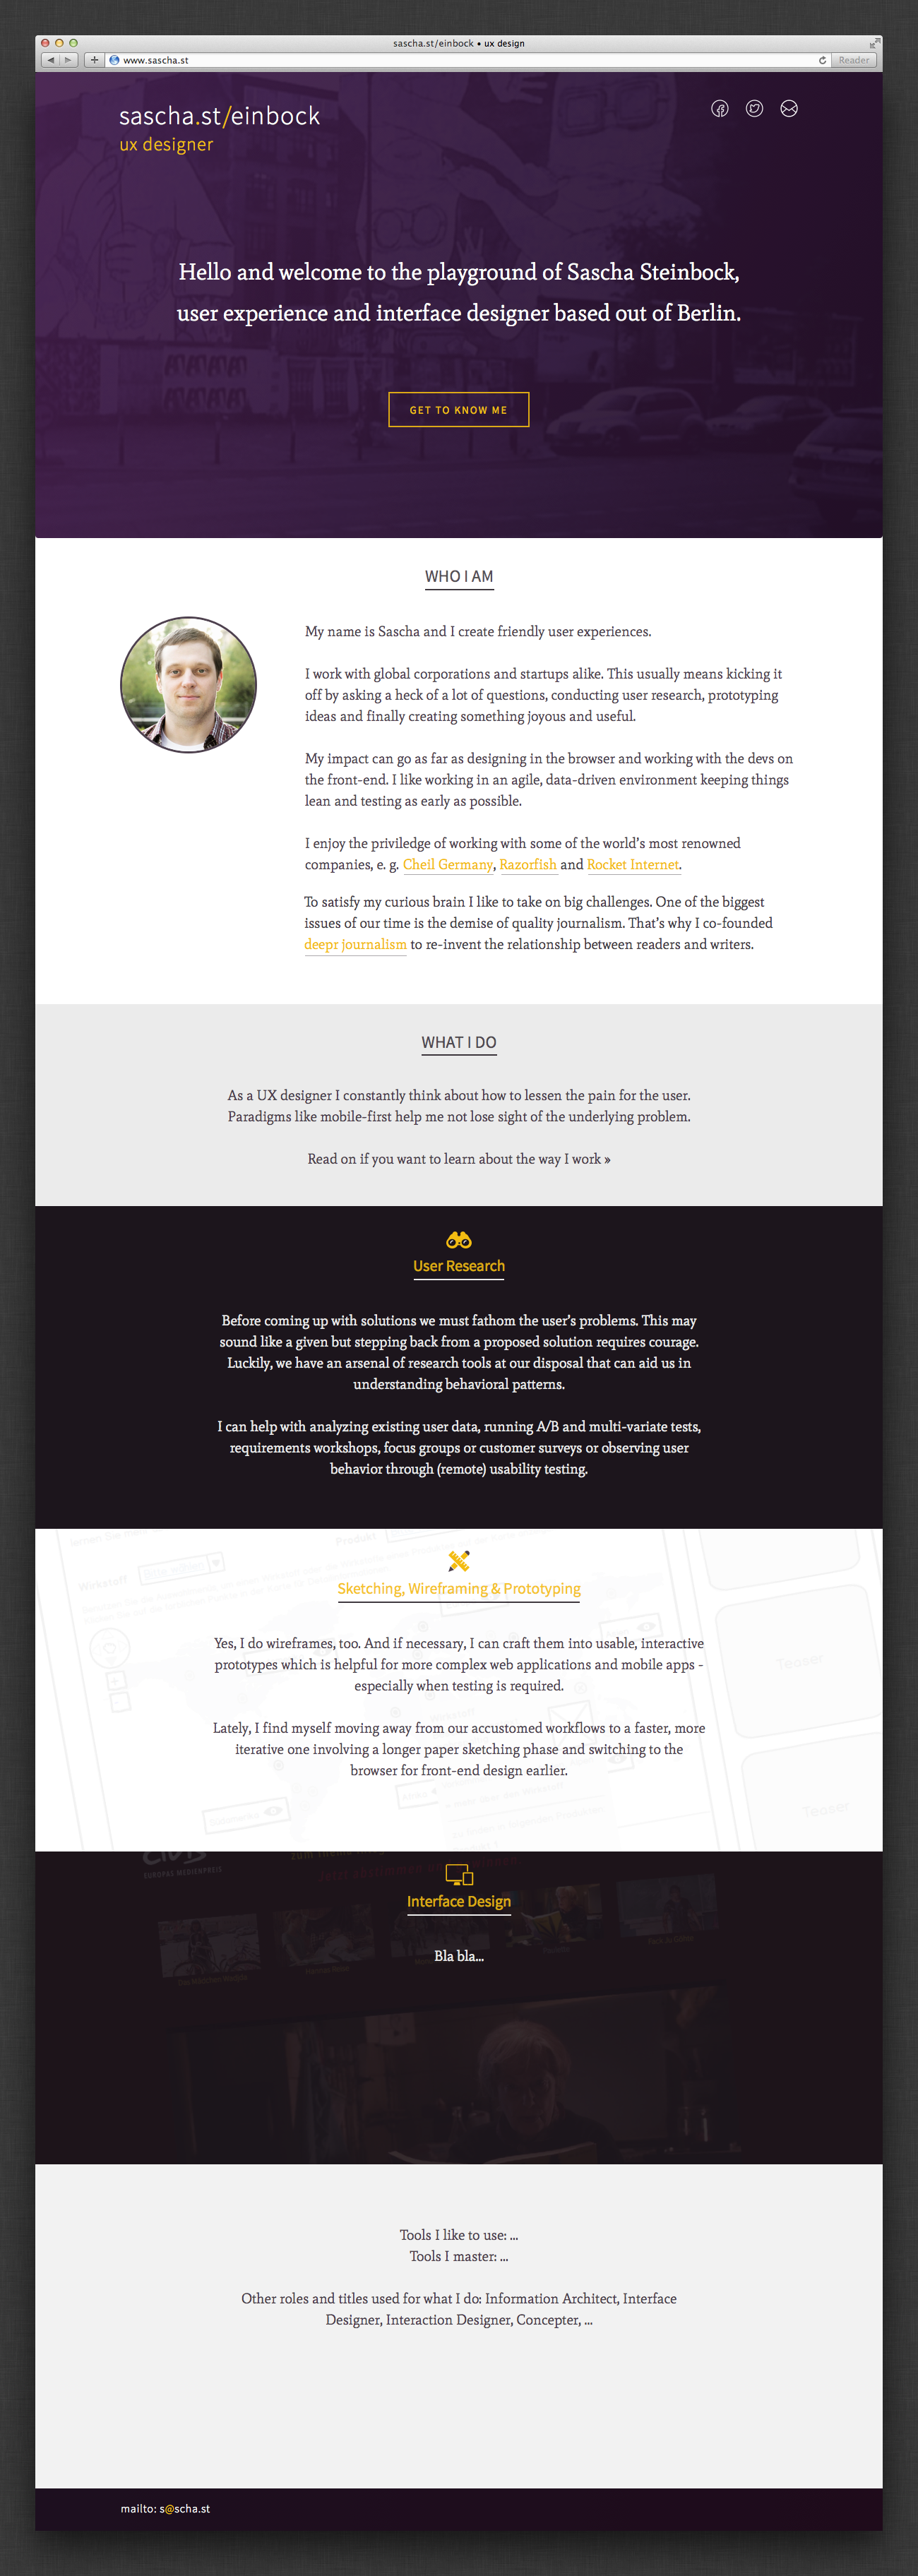 sascha.st/einbock • ux design
www.sascha.st
Reader
sascha.st/einbock
ux designer
Hello and welcome to the playground of Sascha Steinbock,
user experience and interface designer based out of Berlin.
GET TO KNOW ME
WHO I AM
My name is Sascha and I create friendly user experiences.
I work with global corporations and startups alike. This usually means kicking it
off by asking a heck of a lot of questions, conducting user research, prototyping
ideas and finally creating something joyous and useful.
My impact can go as far as designing in the browser and working with the devs on
the front-end. I like working in an agile, data-driven environment keeping things
lean and testing as early as possible.
I enjoy the priviledge of working with some of the world's most renowned
companies, e. g. Cheil Germany, Razorfish and Rocket Internet.
To satisfy my curious brain I like to take on big challenges. One of the biggest
issues of our time is the demise of quality journalism. That's why I co-founded
deepr journalism to re-invent the relationship between readers and writers.
WHAT I DO
As a UX designer I constantly think about how to lessen the pain for the user.
Paradigms like mobile-first help me not lose sight of the underlying problem.
Read on if you want to learn about the way I work »
User Research
Before coming up with solutions we must fathom the user's problems. This may
sound like a given but stepping back from a proposed solution requires courage.
Luckily, we have an arsenal of research tools at our disposal that can aid us in
understanding behavioral patterns.
I can help with analyzing existing user data, running A/B and multi-variate tests,
requirements workshops, focus groups or customer surveys or observing user
behavior through (remote) usability testing.
Produkt
Wirkstoff
Sketching, Wireframing & Prototyping
Yes, I do wireframes, too. And if necessary, I can craft them into usable, interactive
prototypes which is helpful for more complex web applications and mobile apps -
especially when testing is required.
Teaser
Wirkstoff
Lately, I find myself moving away from our accustomed workflows to a faster, more
iterative one involving a longer paper sketching phase and switching to the
browser for front-end design earlier.
Afrika
Südamerika
Teaser
EUROPAS MEDIENPREIS
Interface Design
Bla bla...
Tools I like to use: ...
Tools I master: ...
Other roles and titles used for what I do: Information Architect, Interface
Designer, Interaction Designer, Concepter, ...
mailto: s@scha.st